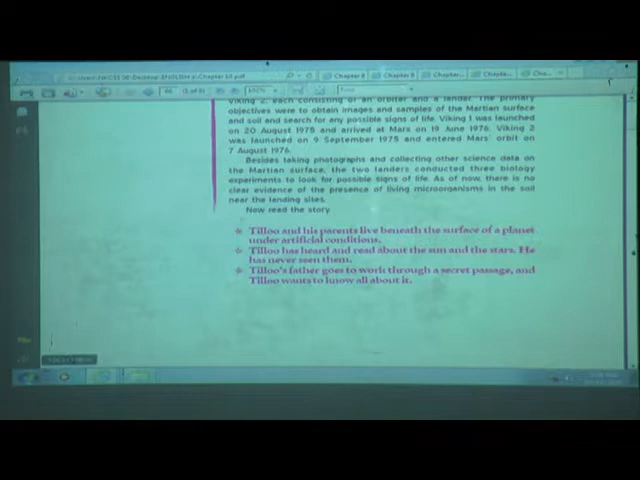 Chapter 10.pdf
Viking 2, each consisting of an orbiter and a lander. The primary
objectives were to obtain images and samples of the Martian surface
and soil and search for any possible signs of life. Viking 1 was launched
on 20 August 1975 and arrived at Mars on 19 June 1976. Viking 2
was launched on 9 September 1975 and entered Mars' orbit on
7 August 1976.
Besides taking photographs and collecting other science data on
the Martian surface, the two landers conducted three biology
experiments to look for possible signs of life. As of now, there is no
clear evidence of the presence of living microorganisms in the soil
near the landing sites.
Now read the story.
Tilloo and his parents live beneath the surface of a planet
under artificial conditions.
Tilloo has heard and read about the sun and the stars. He
has never seen them.
Tilloo's father goes to work through a secret passage, and
Tilloo wants to know all about it.